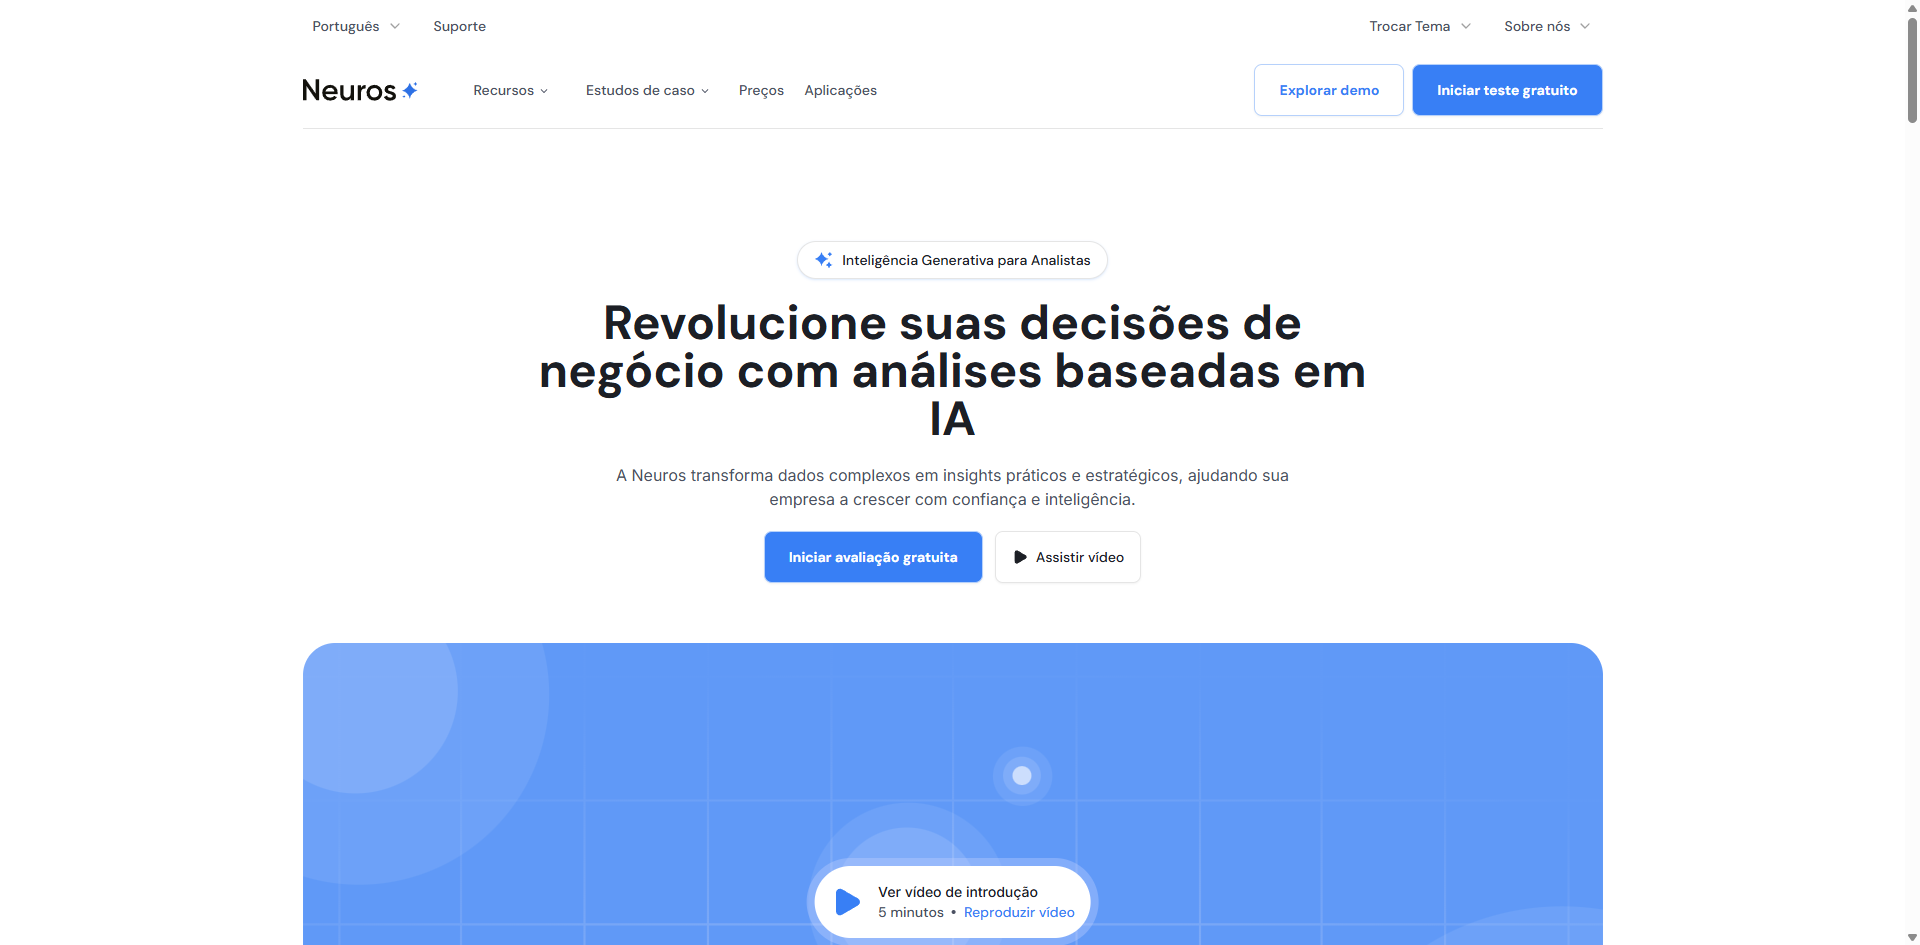 Português
Suporte
Trocar Tema
Sobre nós
Neuros
Recursos
Estudos de caso
Preços
Aplicações
Explorar demo
Iniciar teste gratuito
Inteligência Generativa para Analistas
Revolucione suas decisões de
negócio com análises baseadas em
IA
A Neuros transforma dados complexos em insights práticos e estratégicos, ajudando sua
empresa a crescer com confiança e inteligência.
Iniciar avaliação gratuita
Assistir vídeo
Ver vídeo de introdução
5 minutos • Reproduzir vídeo